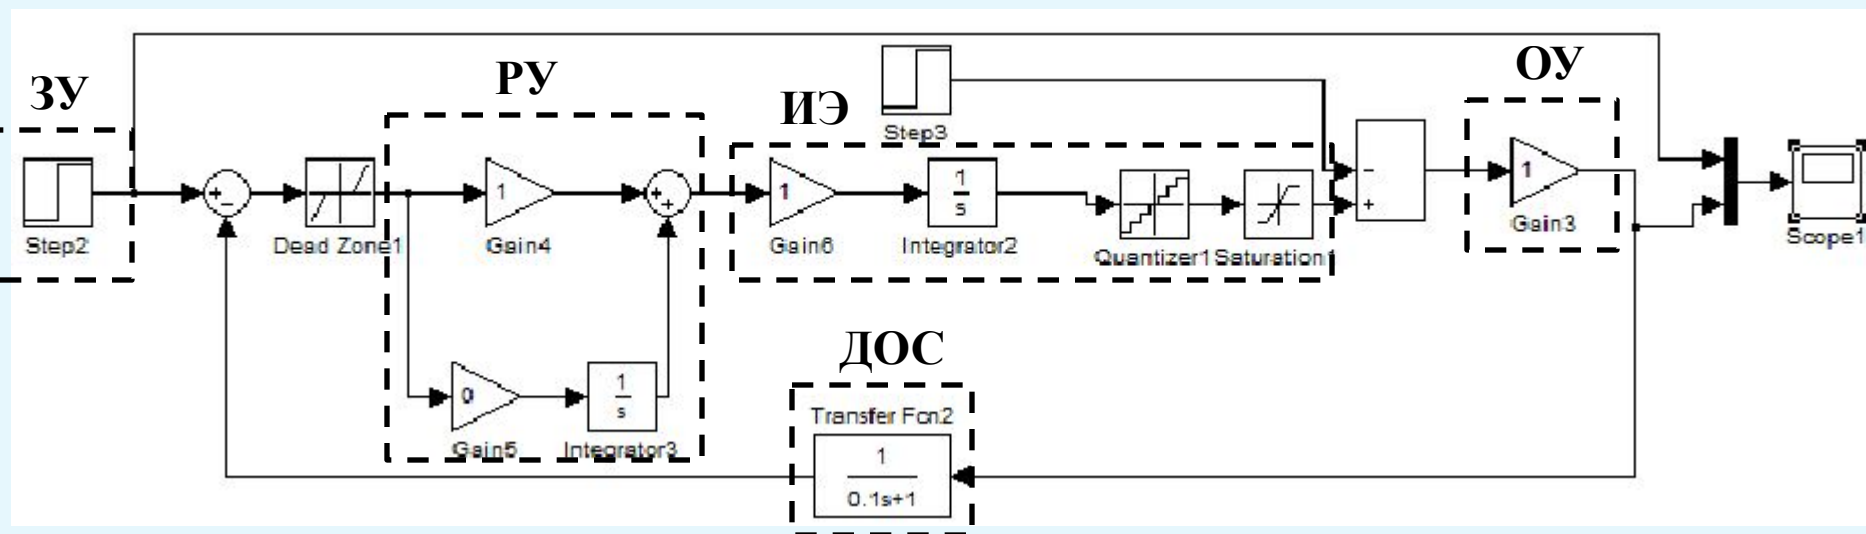 ЗУ
РУ
ИЭ
ОУ
Step3
Step2
Dead Zone1
1
Gain4
1
Gain6
1
s
Integrator2
Quantizer1
Saturation1
1
Gain3
Scope1
0
Gain5
1
s
Integrator3
ДОС
Transfer Fcn2
1
0.1s+1
+
−
+
+
−
+